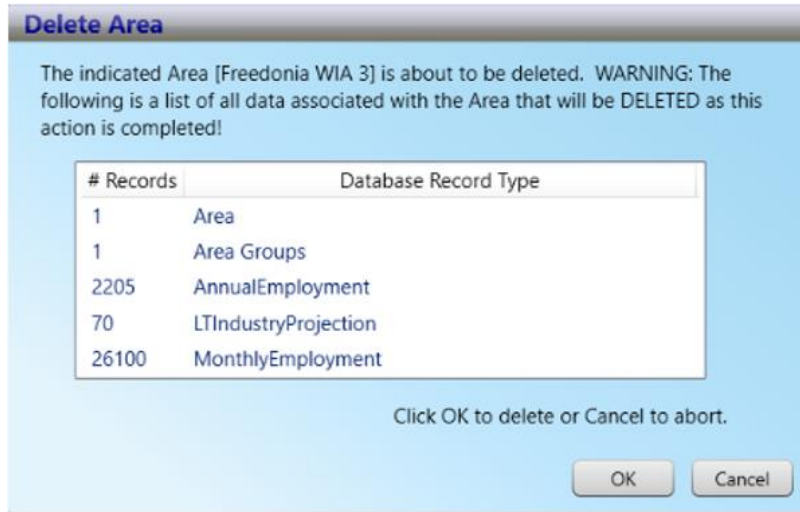 Delete Area
The indicated Area [Freedonia WIA 3] is about to be deleted.  WARNING: The
following is a list of all data associated with the Area that will be DELETED as this
action is completed!
# Records Database Record Type
1 Area
1 Area Groups
2205 AnnualEmployment
70 LTIndustryProjection
26100 MonthlyEmployment
Click OK to delete or Cancel to abort.
OK Cancel